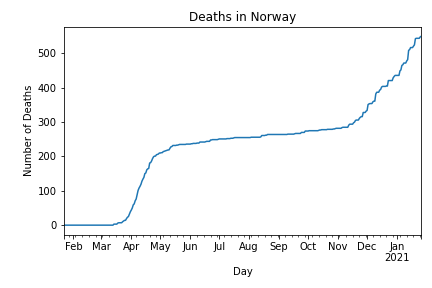 Deaths in Norway
Number of Deaths
500
400
300
200
100
0
Feb Mar Apr May Jun Jul Aug Sep Oct Nov Dec Jan
2021
Day